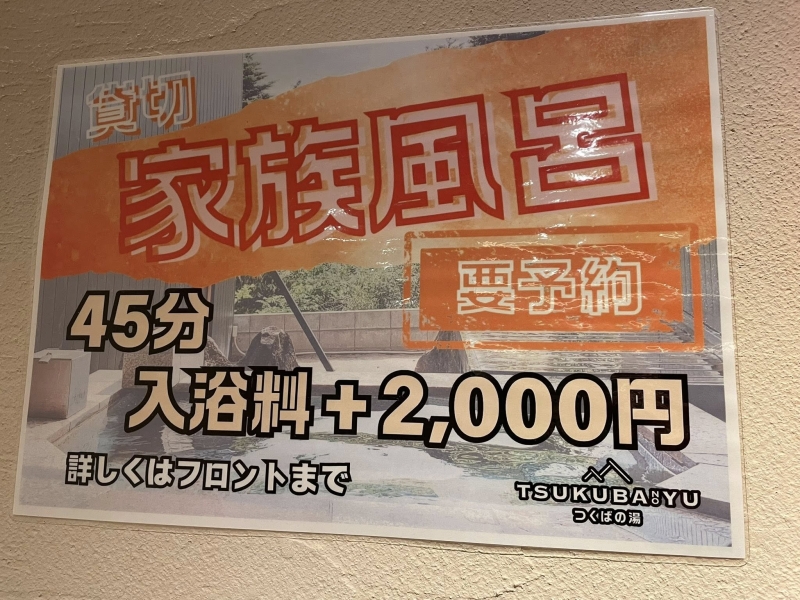 貸切
家族風呂
要予約
45分
入浴料+2,000円
詳しくはフロントまで
TSUKUBA NO YU
つくばの湯